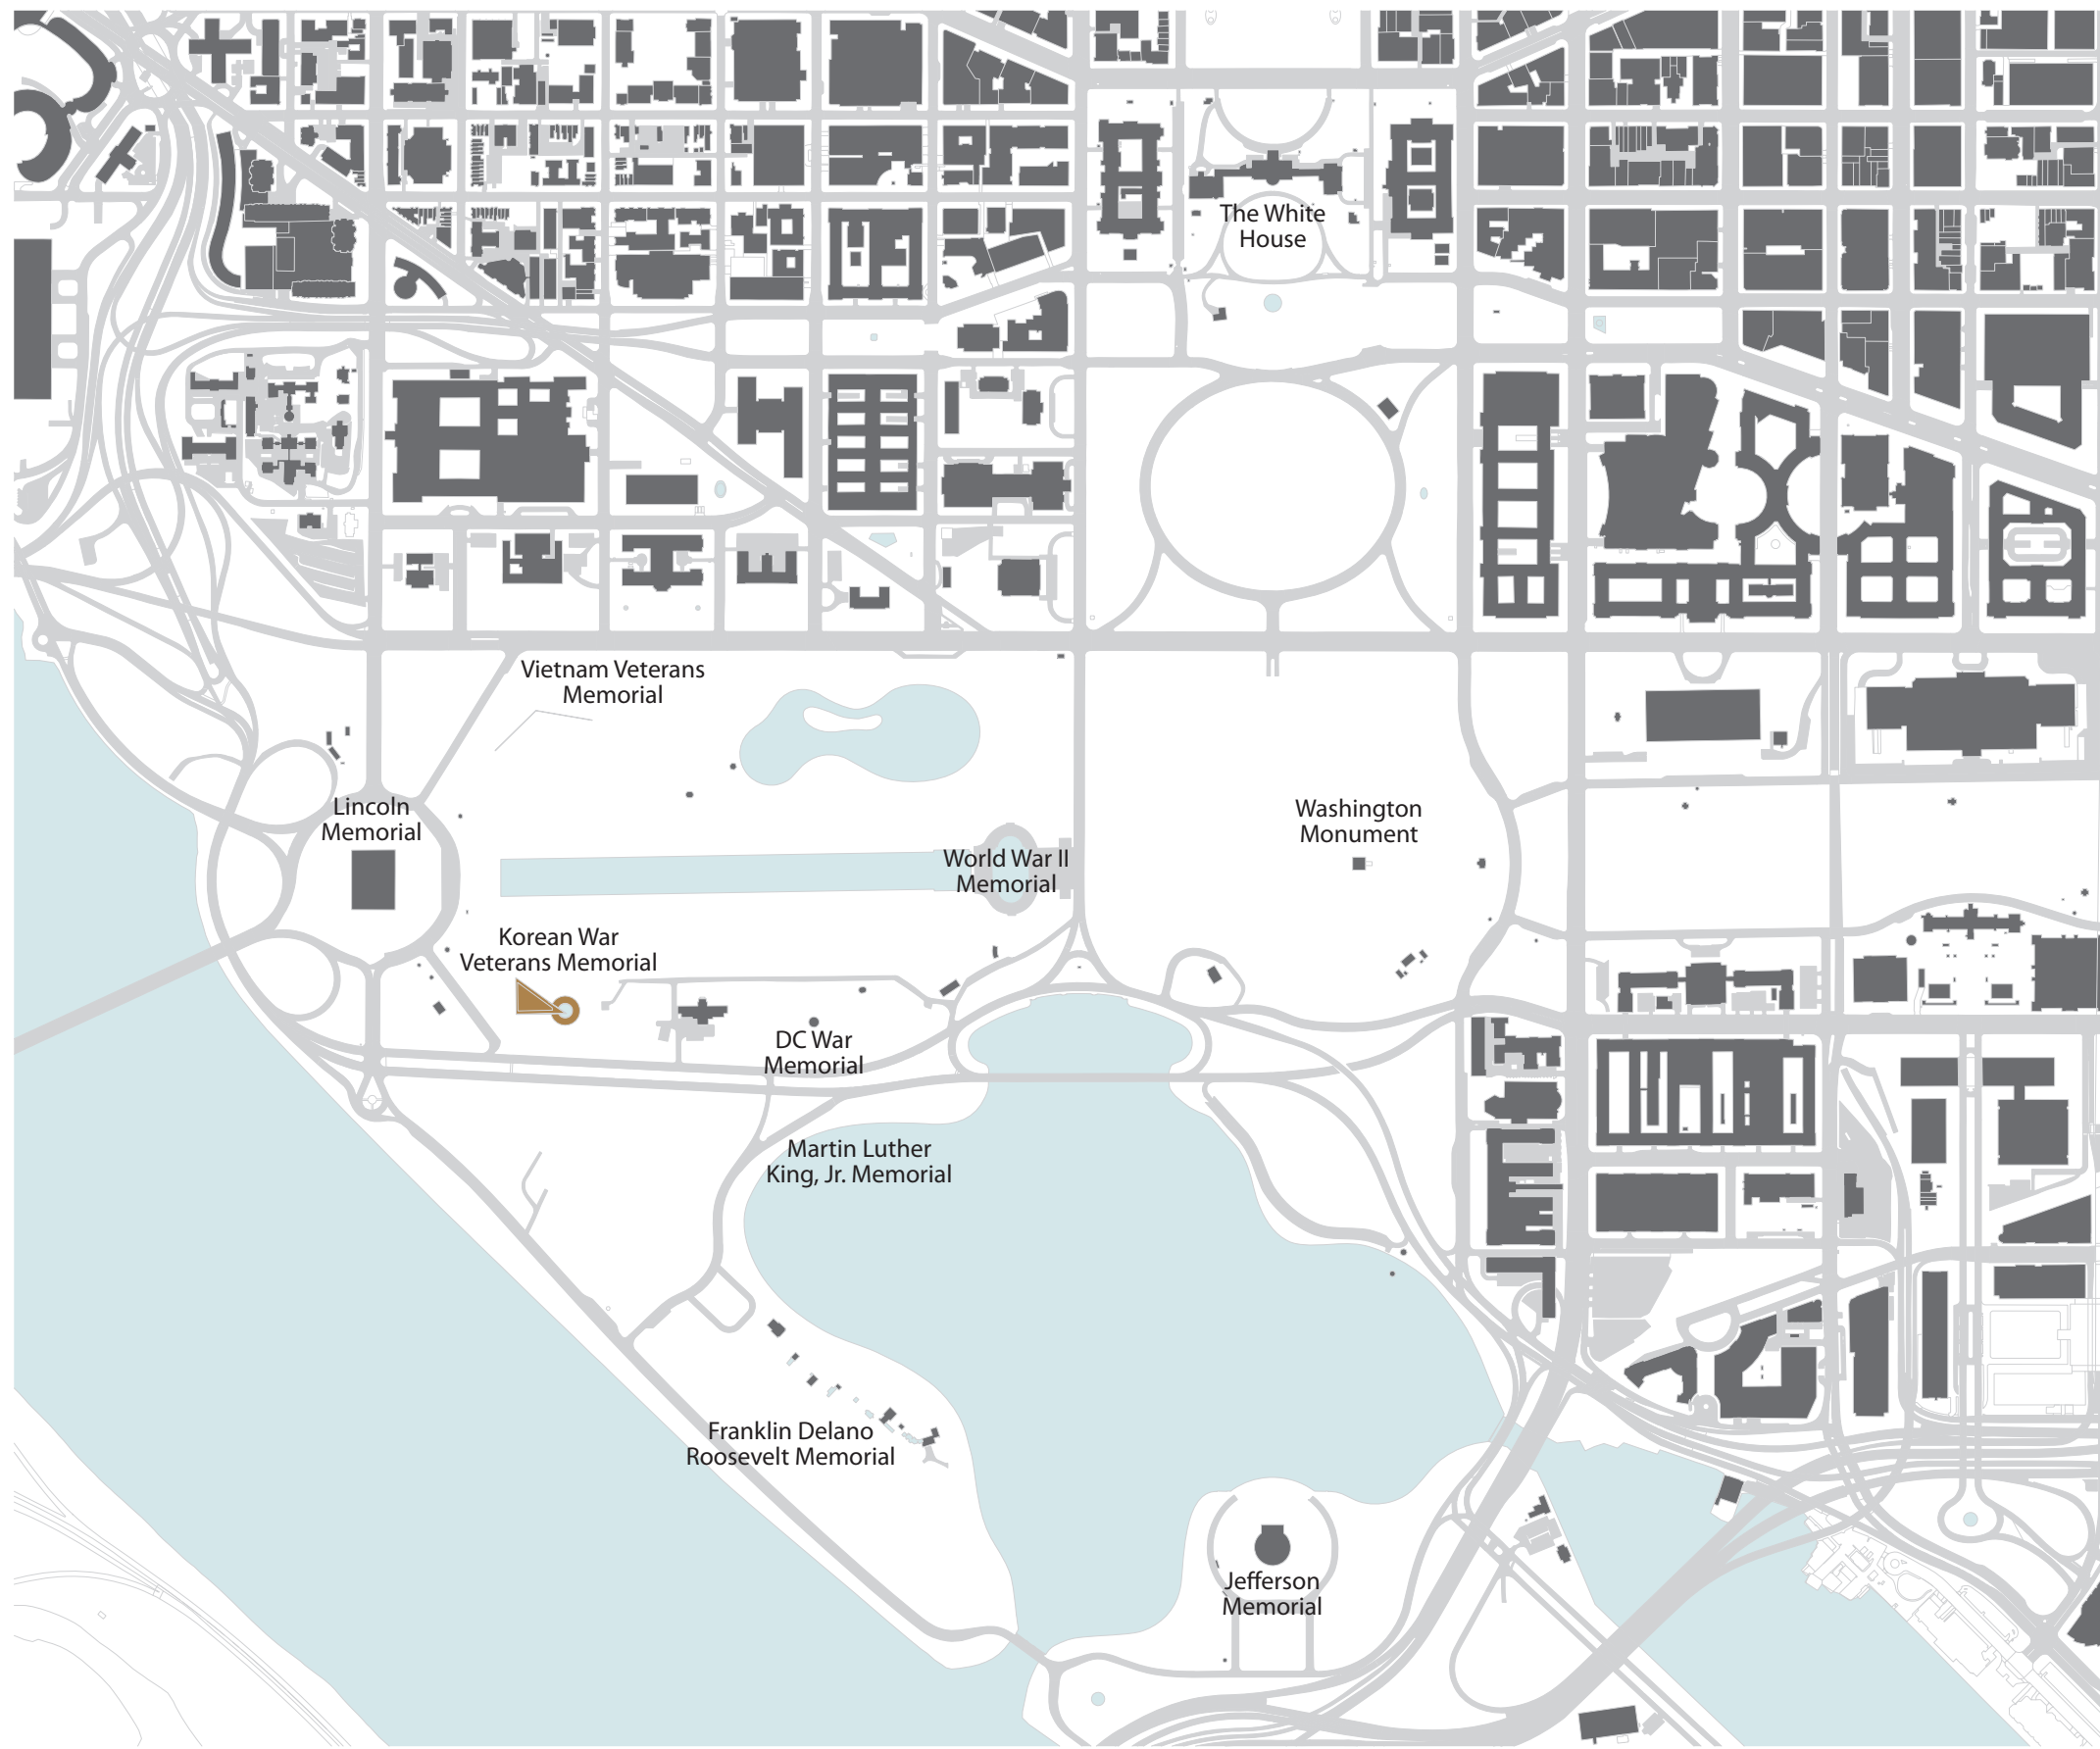 The White
House
Vietnam Veterans
Memorial
Lincoln
Memorial
Washington
Monument
World War II
Memorial
Korean War
Veterans Memorial
DC War
Memorial
Martin Luther
King, Jr. Memorial
Franklin Delano
Roosevelt Memorial
Jefferson
Memorial